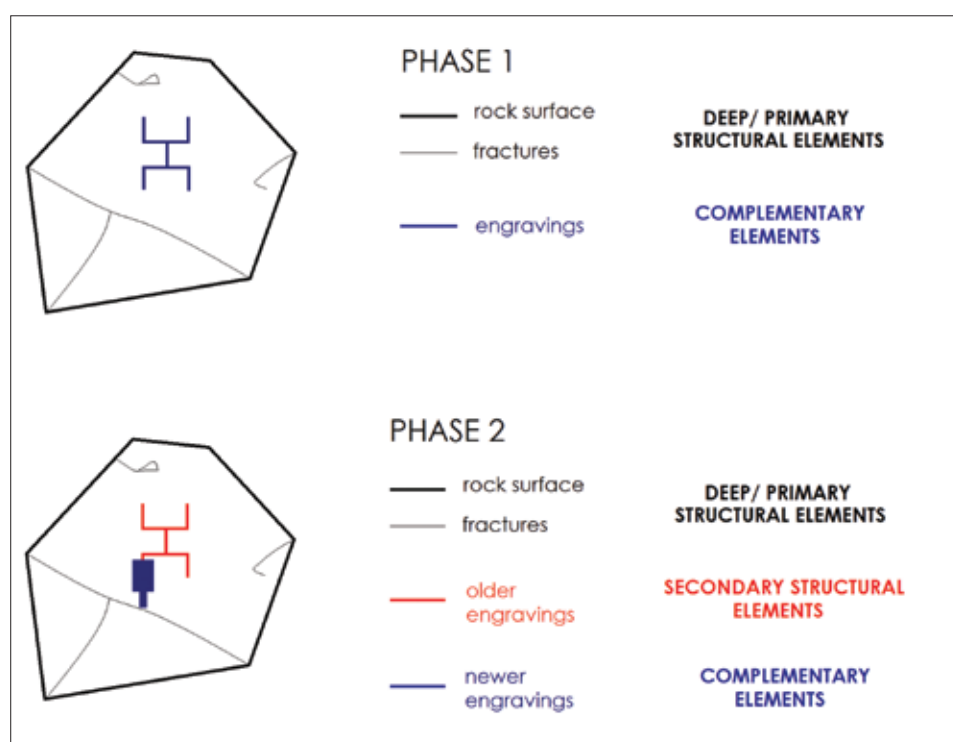 PHASE 1
rock surface
fractures
DEEP/ PRIMARY
STRUCTURAL ELEMENTS
engravings
COMPLEMENTARY
ELEMENTS
PHASE 2
rock surface
fractures
DEEP/ PRIMARY
STRUCTURAL ELEMENTS
older
engravings
SECONDARY STRUCTURAL
ELEMENTS
newer
engravings
COMPLEMENTARY
ELEMENTS